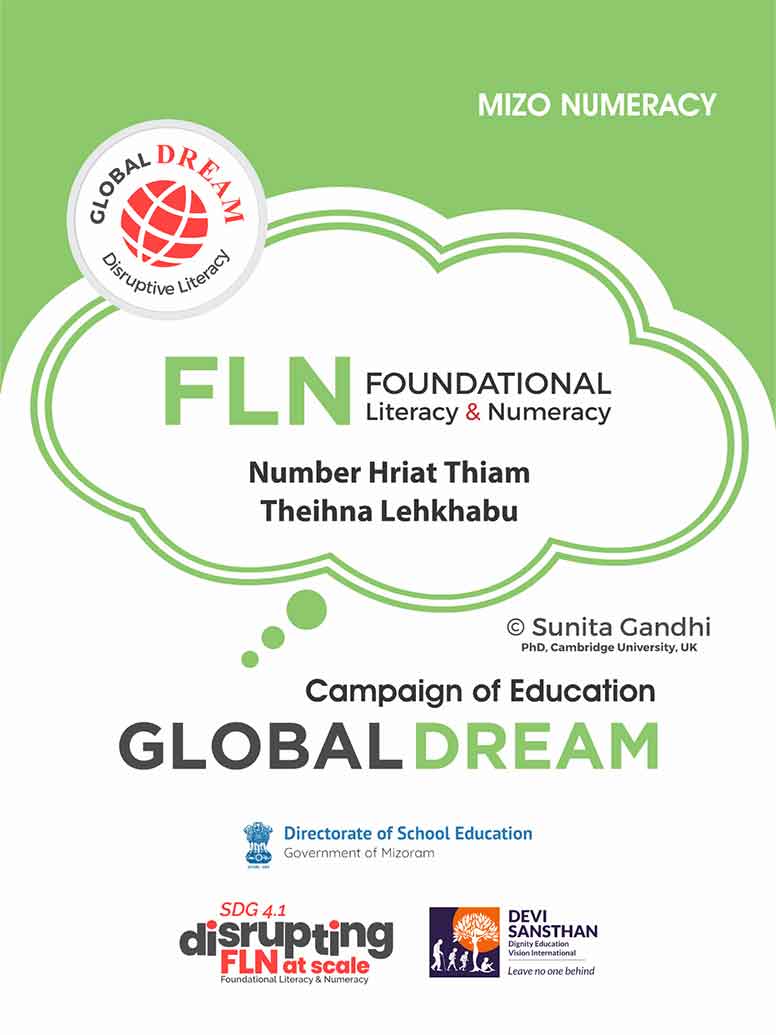 MIZO NUMERACY
GLOBAL DREAM
Disruptive Literacy
FLN FOUNDATIONAL
Literacy & Numeracy
Number Hriat Thiam
Theihna Lehkhabu
© Sunita Gandhi
PhD, Cambridge University, UK
Campaign of Education
GLOBALDREAM
Directorate of School Education
Government of Mizoram
SDG 4.1
disrupting
FLN at scale
Foundational Literacy & Numeracy
DEVI
SANSTHAN
Dignity Education
Vision International
Leave no one behind